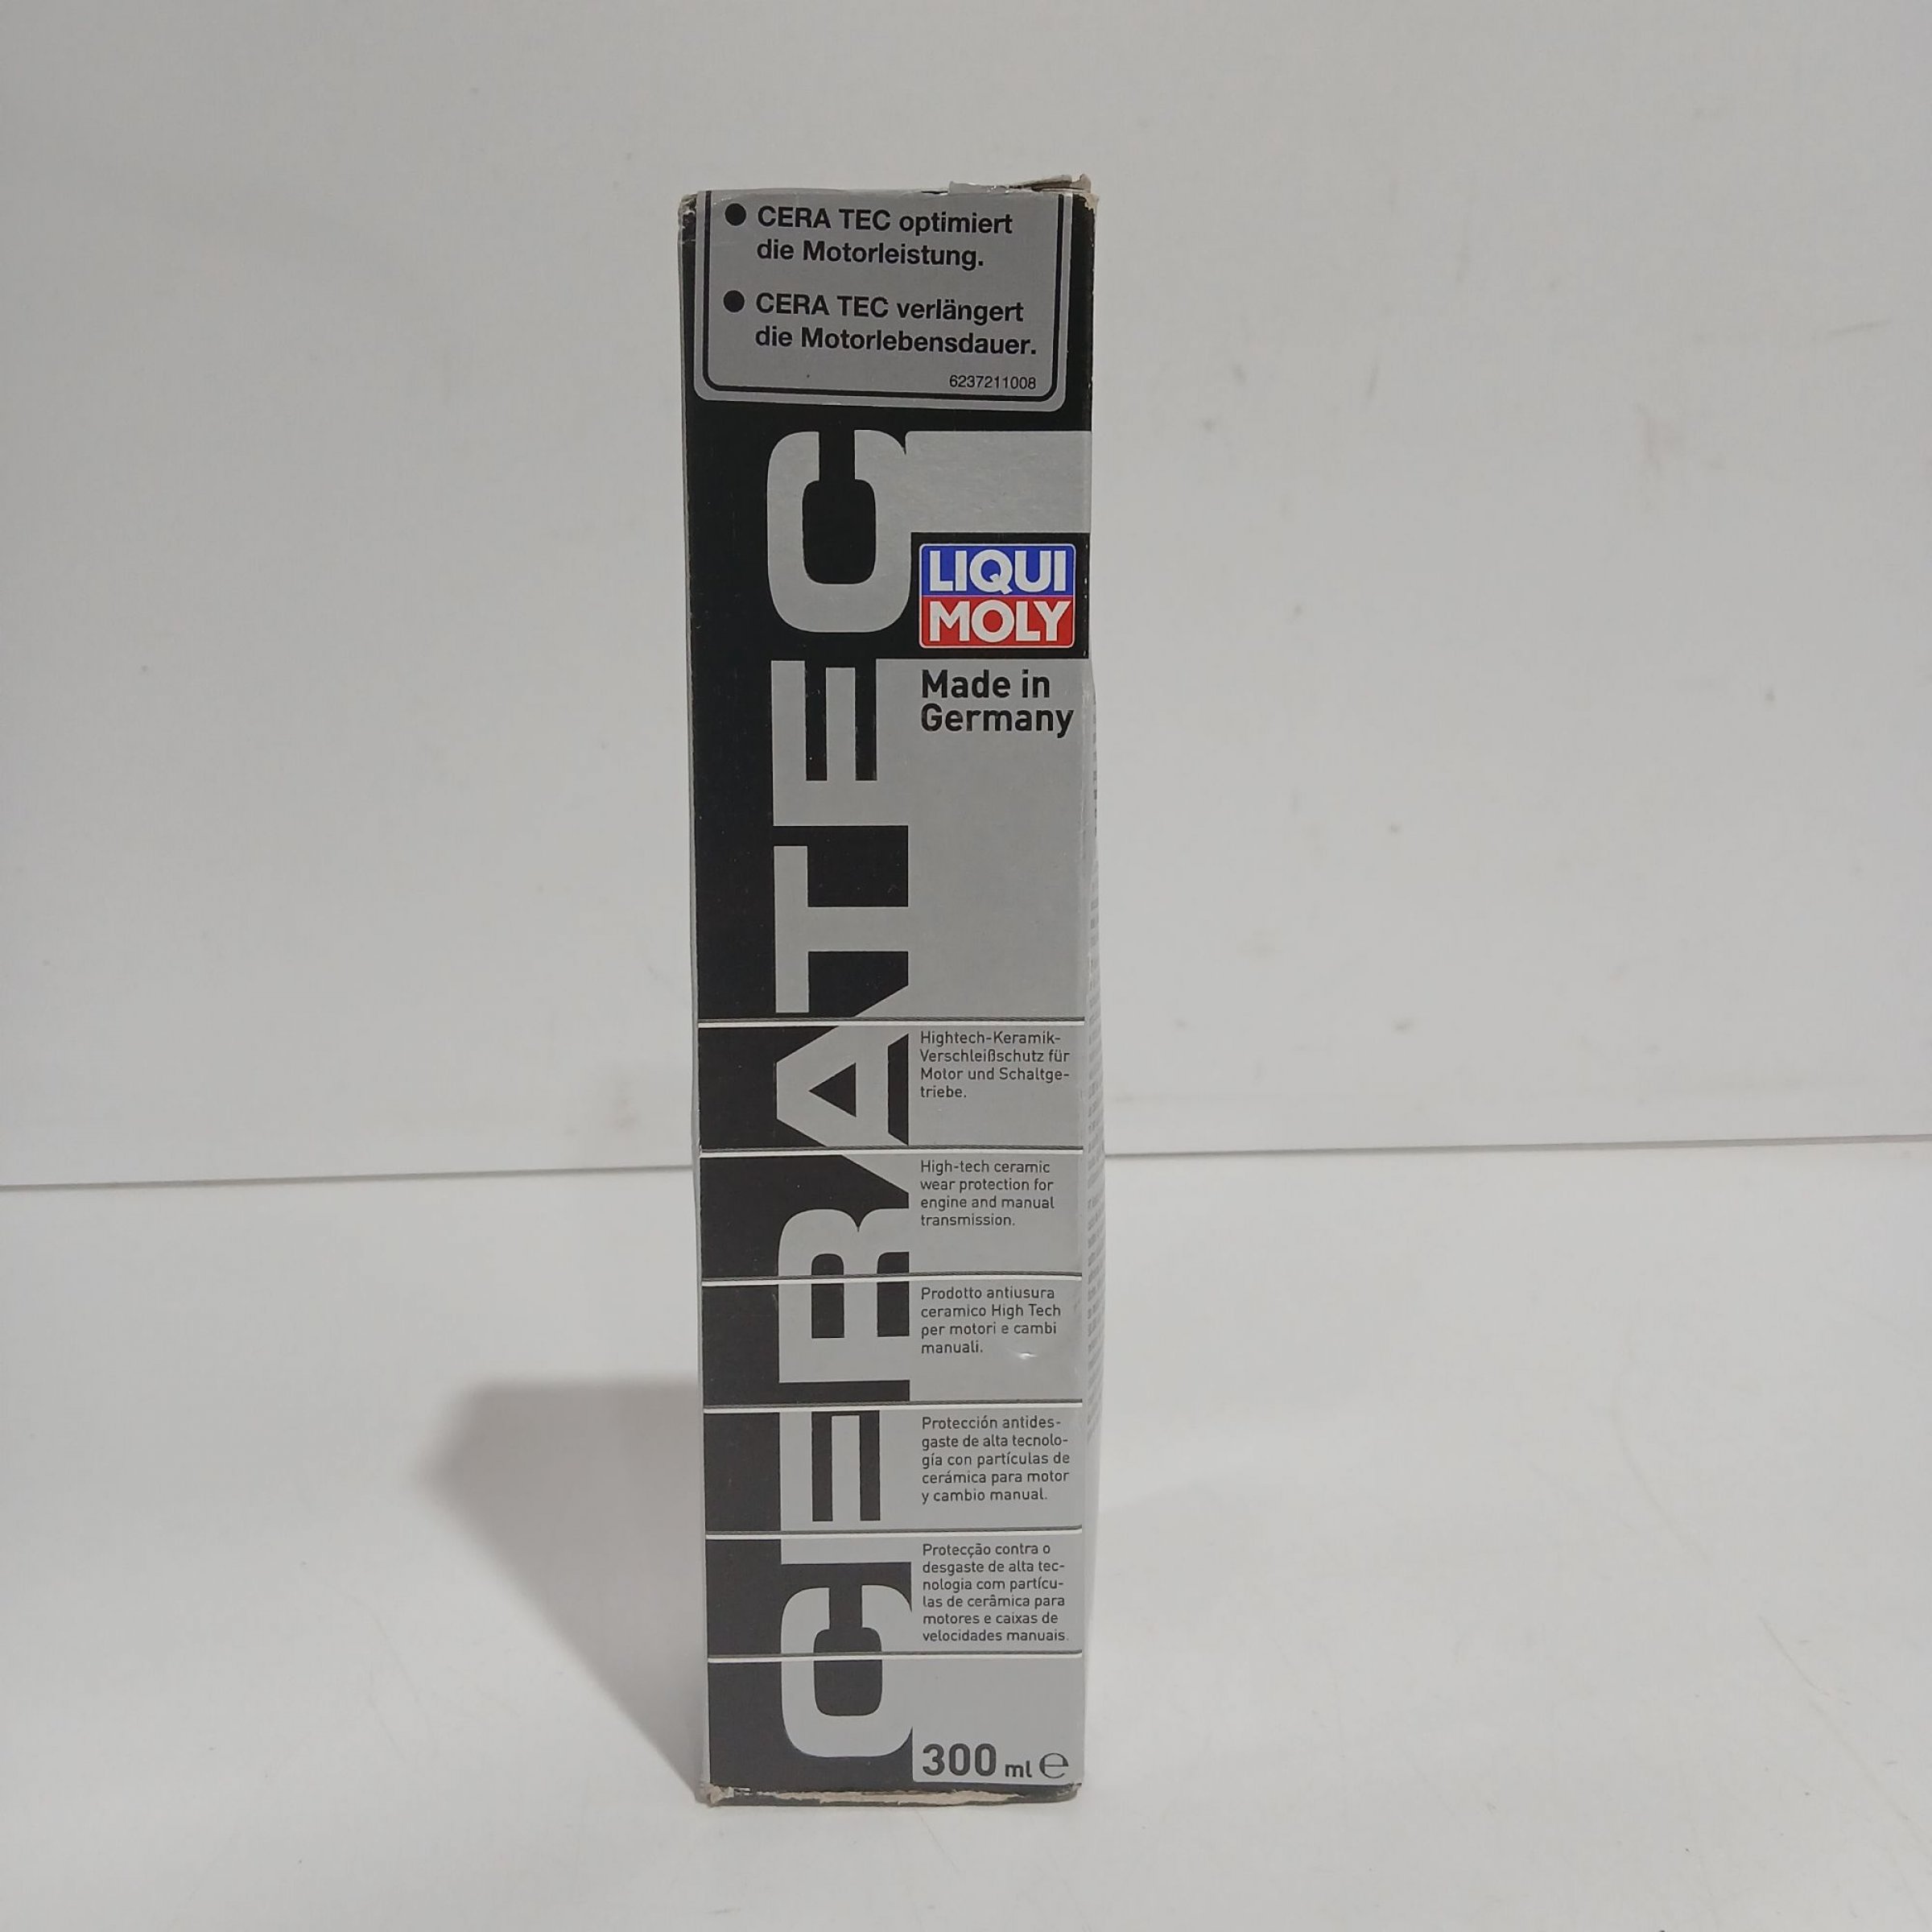 ● CERA TEC optimiert
die Motorleistung.
● CERA TEC verlängert
die Motorlebensdauer.
6237211008
CERATEC
LIQUI
MOLY
Made in
Germany
Hightech-Keramik-
Verschleißschutz für
Motor und Schaltge-
triebe.
High-tech ceramic
wear protection for
engine and manual
transmission.
Prodotto antiusura
ceramico High Tech
per motori e cambi
manuali.
Protección antides-
gaste de alta tecnolo-
gía con partículas de
cerámica para motor
y cambio manual.
Protecção contra o
desgaste de alta tec-
nologia com partícu-
las de cerâmica para
motores e caixas de
velocidades manuais.
300 ml ℮